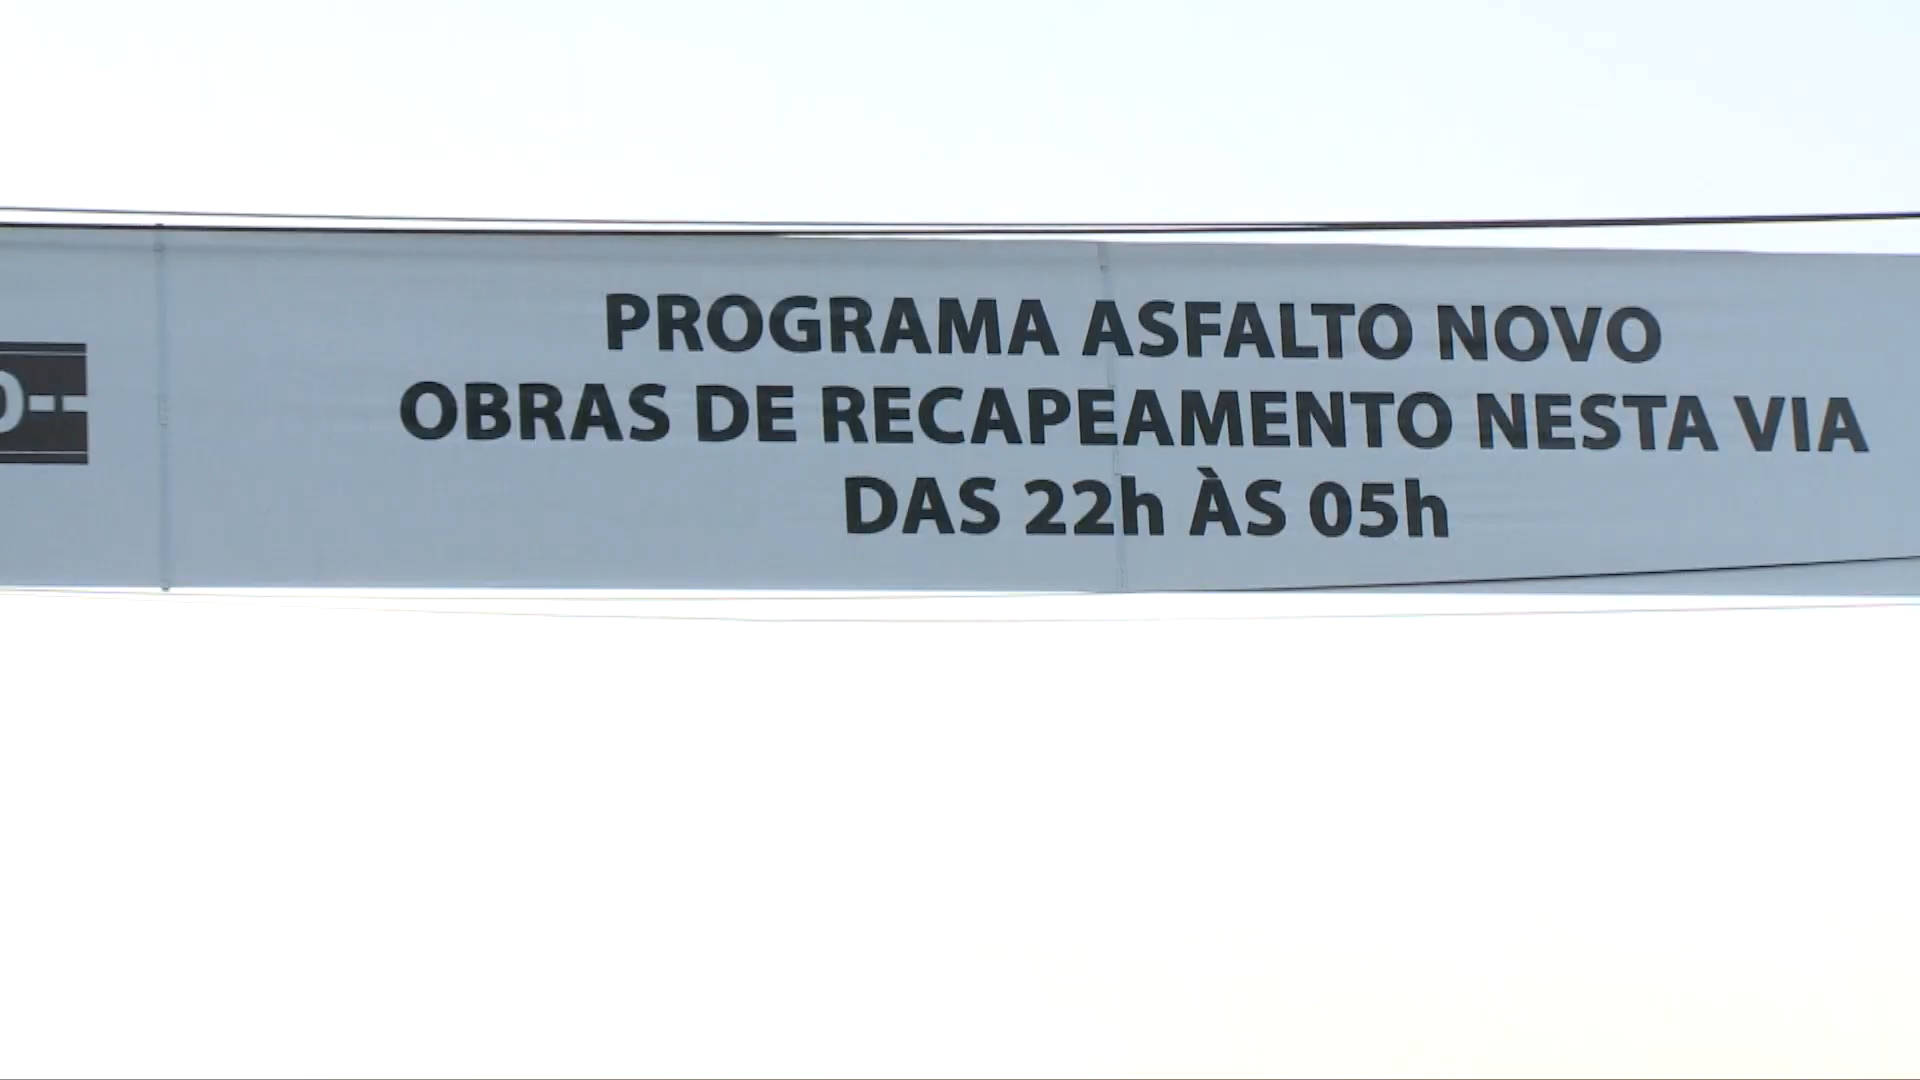 PROGRAMA ASFALTO NOVO
OBRAS DE RECAPEAMENTO NESTA VIA
DAS 22h ÀS 05h